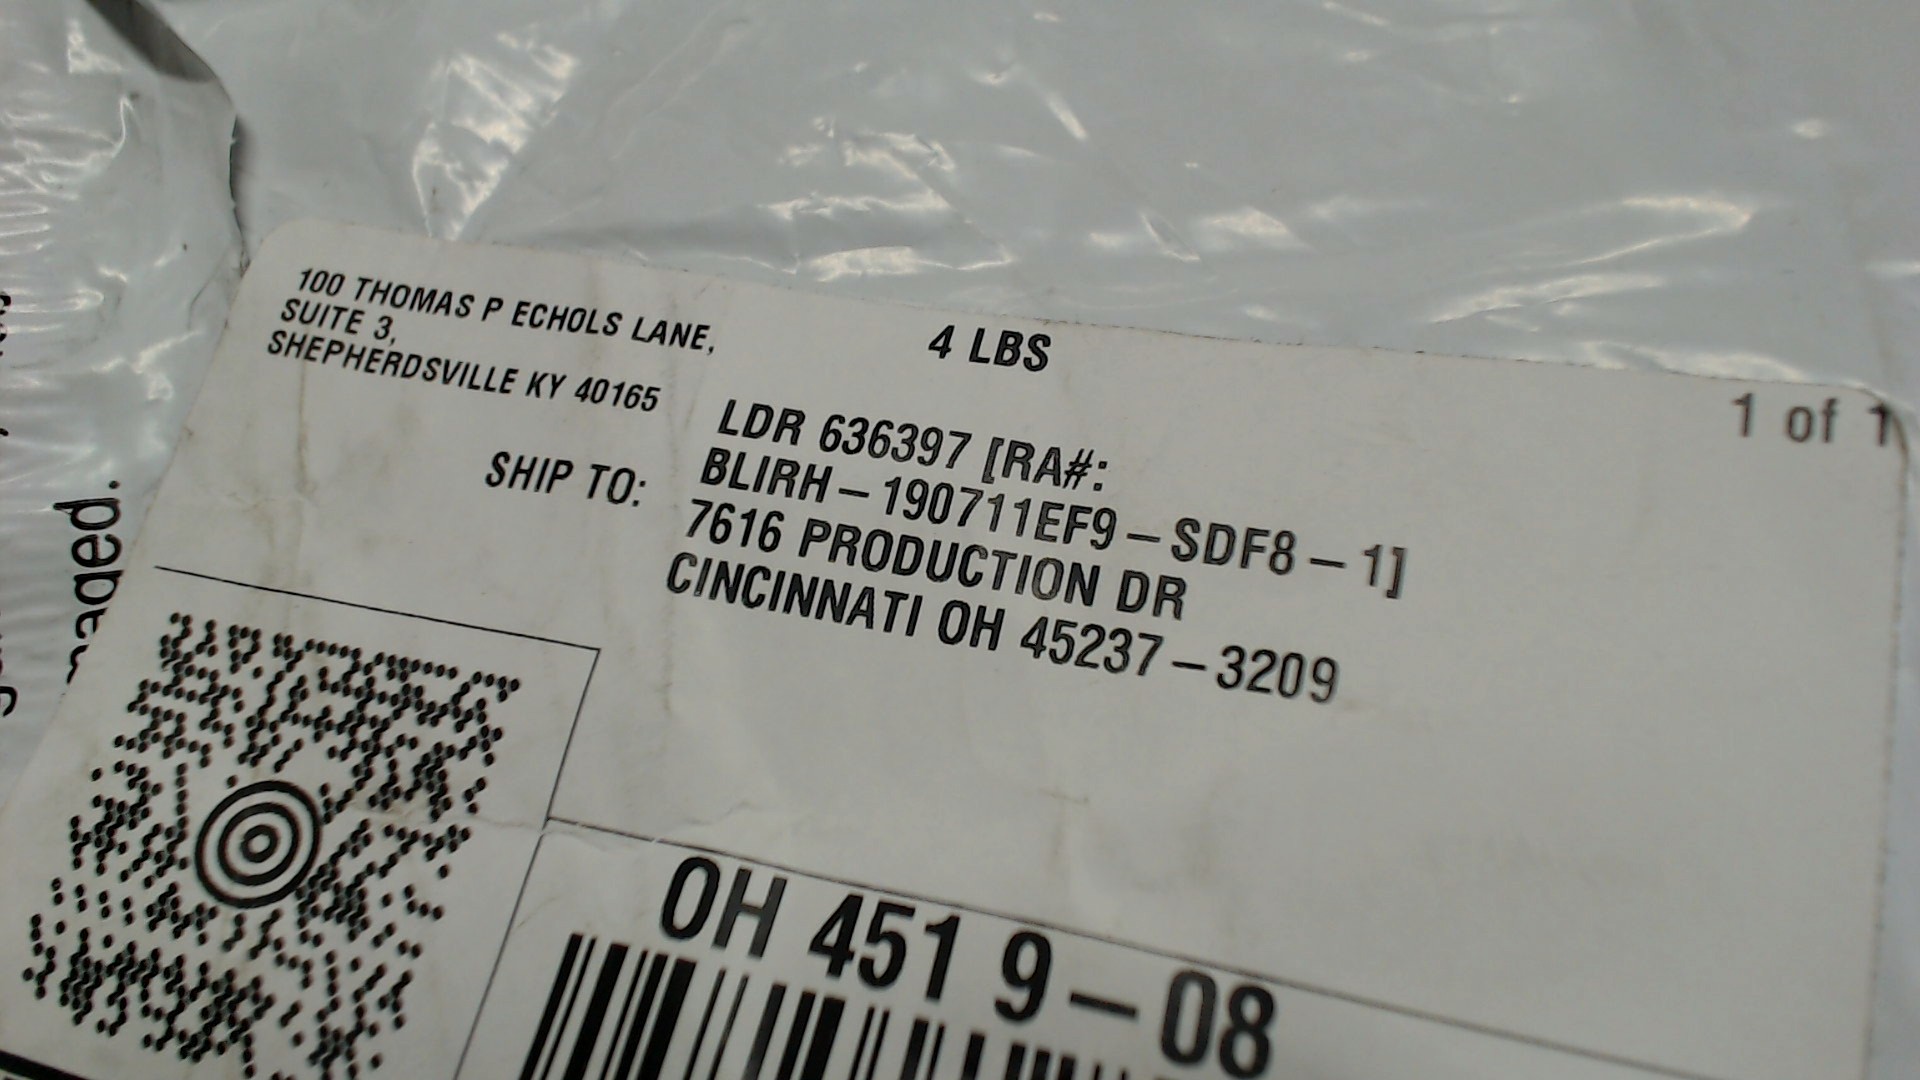 100 THOMAS P ECHOLS LANE,
SUITE 3,
SHEPHERDSVILLE KY 40165
4 LBS
1 of 1
SHIP TO:
LDR 636397 [RA#:
BLIRH-190711EF9-SDF8-1]
7616 PRODUCTION DR
CINCINNATI OH 45237-3209
OH 451 9-08